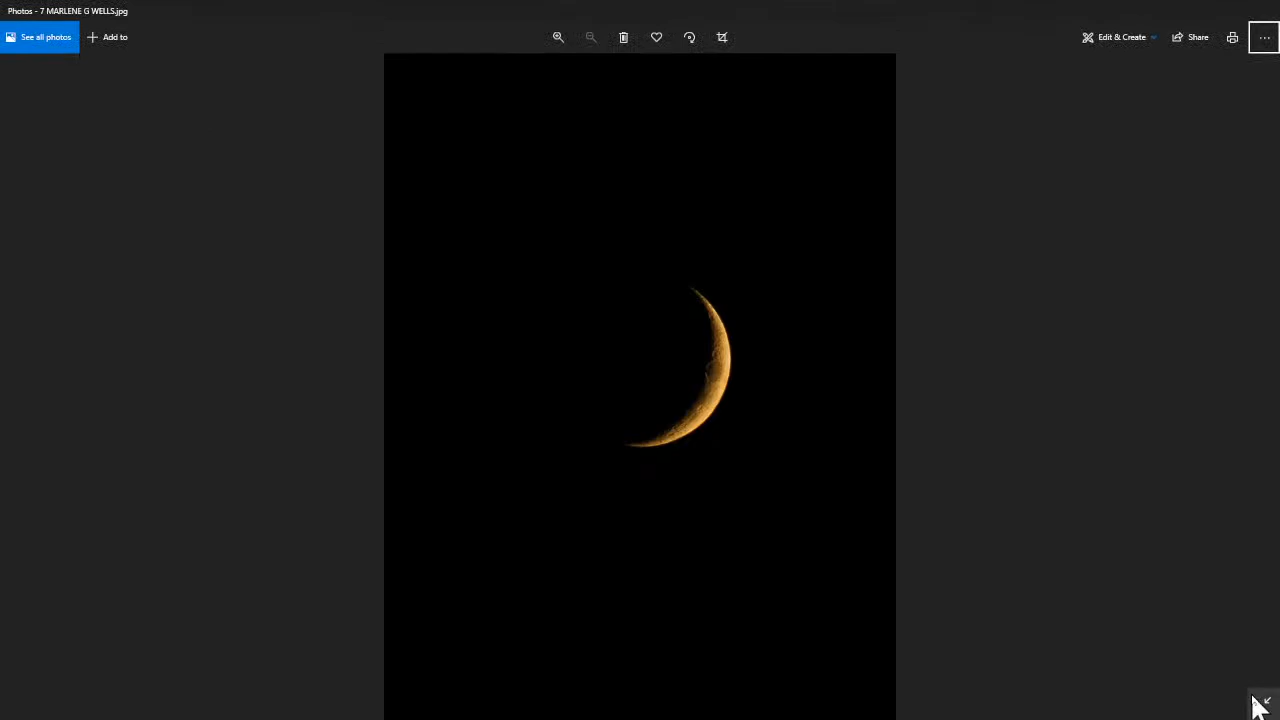 Photos - 7 MARLENE G WELLS.jpg
See all photos
Add to
Edit & Create
Share